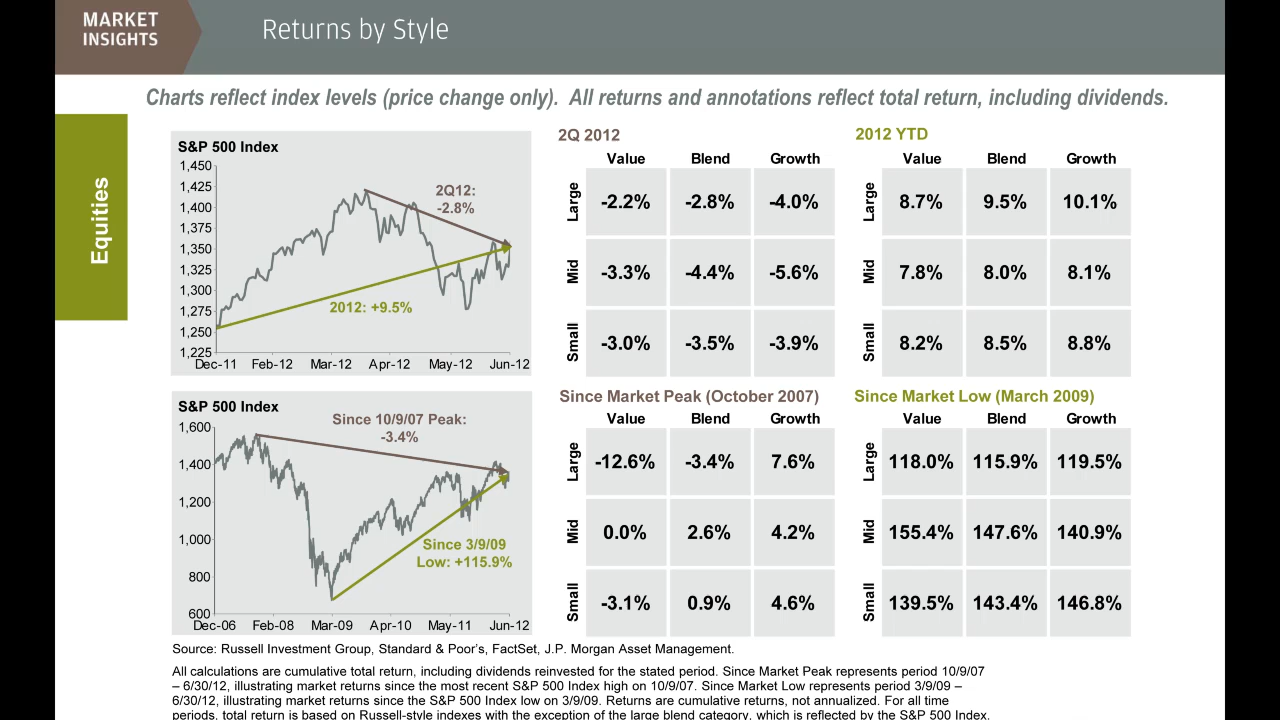 MARKET
INSIGHTS
Returns by Style
Charts reflect index levels (price change only).  All returns and annotations reflect total return, including dividends.
Equities
S&P 500 Index
1,450
1,425
1,400
1,375
1,350
1,325
1,300
1,275
1,250
1,225
2Q12:
-2.8%
2012: +9.5%
Dec-11 Feb-12 Mar-12 Apr-12 May-12 Jun-12
2Q 2012
Value Blend Growth
Large -2.2% -2.8% -4.0%
Mid -3.3% -4.4% -5.6%
Small -3.0% -3.5% -3.9%
2012 YTD
Value Blend Growth
Large 8.7% 9.5% 10.1%
Mid 7.8% 8.0% 8.1%
Small 8.2% 8.5% 8.8%
S&P 500 Index
1,600
1,400
1,200
1,000
800
600
Since 10/9/07 Peak:
-3.4%
Since 3/9/09
Low: +115.9%
Dec-06 Feb-08 Mar-09 Apr-10 May-11 Jun-12
Since Market Peak (October 2007)
Value Blend Growth
Large -12.6% -3.4% 7.6%
Mid 0.0% 2.6% 4.2%
Small -3.1% 0.9% 4.6%
Since Market Low (March 2009)
Value Blend Growth
Large 118.0% 115.9% 119.5%
Mid 155.4% 147.6% 140.9%
Small 139.5% 143.4% 146.8%
Source: Russell Investment Group, Standard & Poor's, FactSet, J.P. Morgan Asset Management.
All calculations are cumulative total return, including dividends reinvested for the stated period. Since Market Peak represents period 10/9/07
– 6/30/12, illustrating market returns since the most recent S&P 500 Index high on 10/9/07. Since Market Low represents period 3/9/09 –
6/30/12, illustrating market returns since the S&P 500 Index low on 3/9/09. Returns are cumulative returns, not annualized. For all time
periods, total return is based on Russell-style indexes with the exception of the large blend category, which is reflected by the S&P 500 Index.